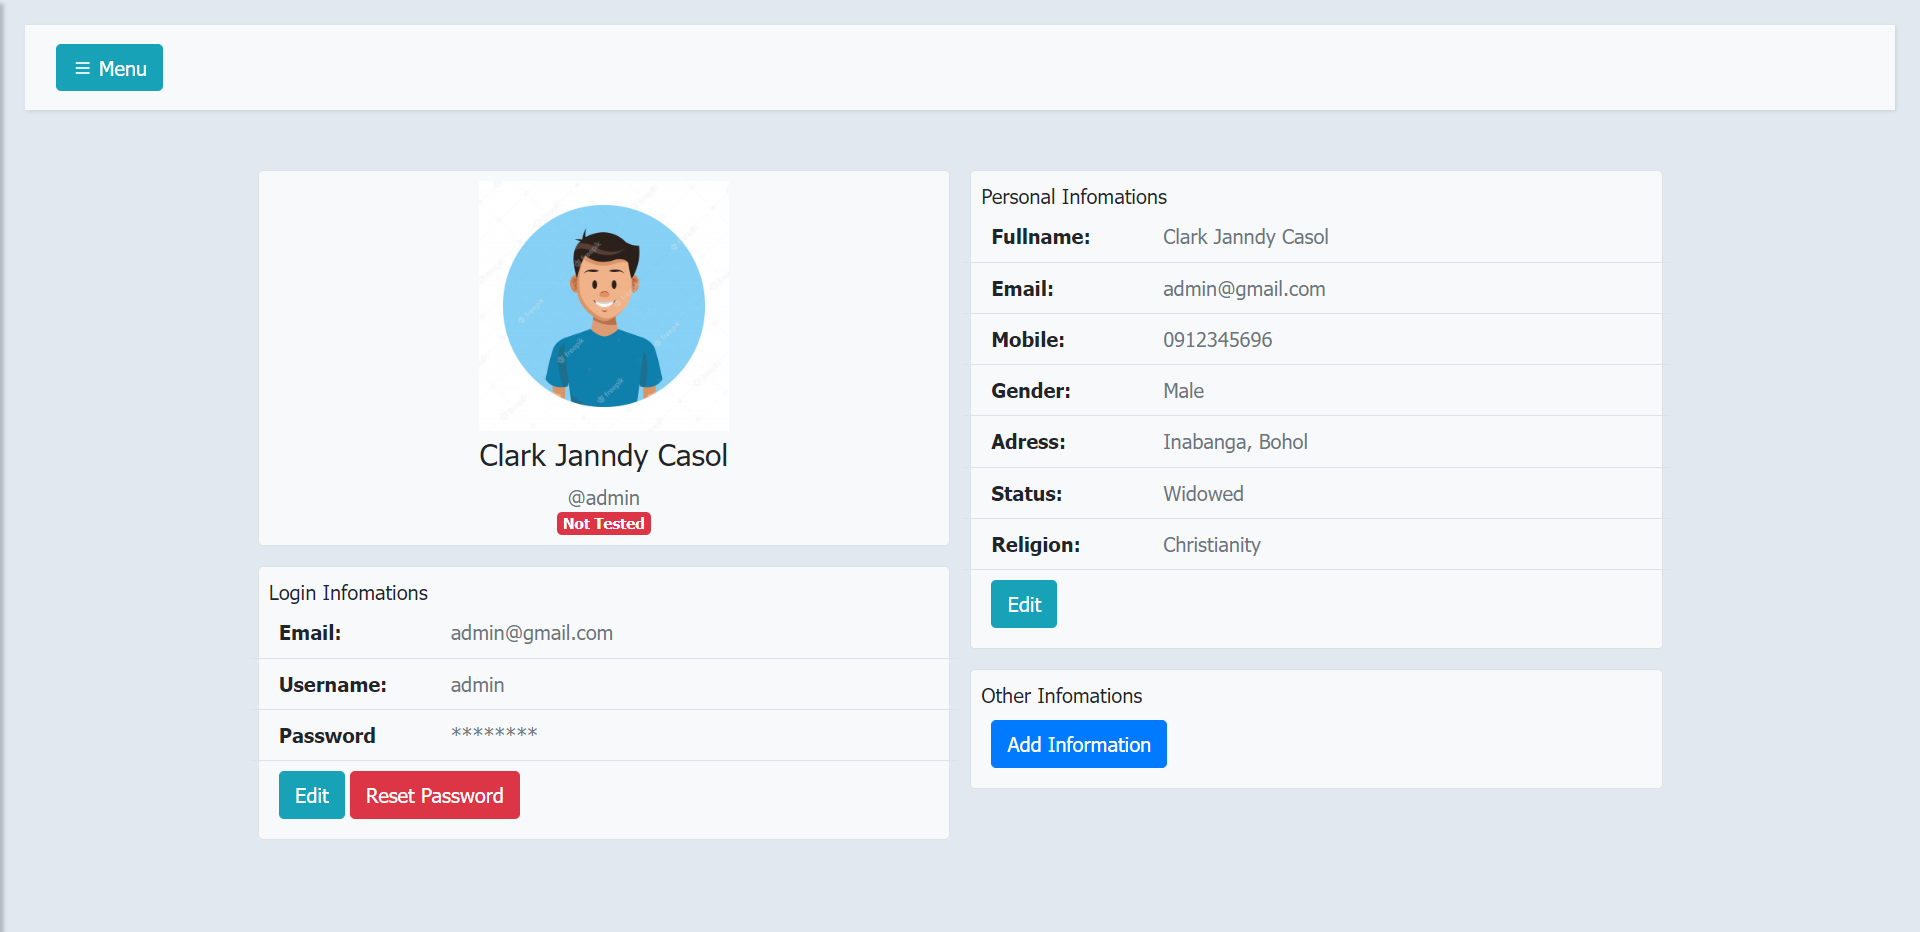 Menu
Clark Janndy Casol
@admin
Not Tested
Login Infomations
Email: admin@gmail.com
Username: admin
Password ********
Edit Reset Password
Personal Infomations
Fullname: Clark Janndy Casol
Email: admin@gmail.com
Mobile: 0912345696
Gender: Male
Adress: Inabanga, Bohol
Status: Widowed
Religion: Christianity
Edit
Other Infomations
Add Information